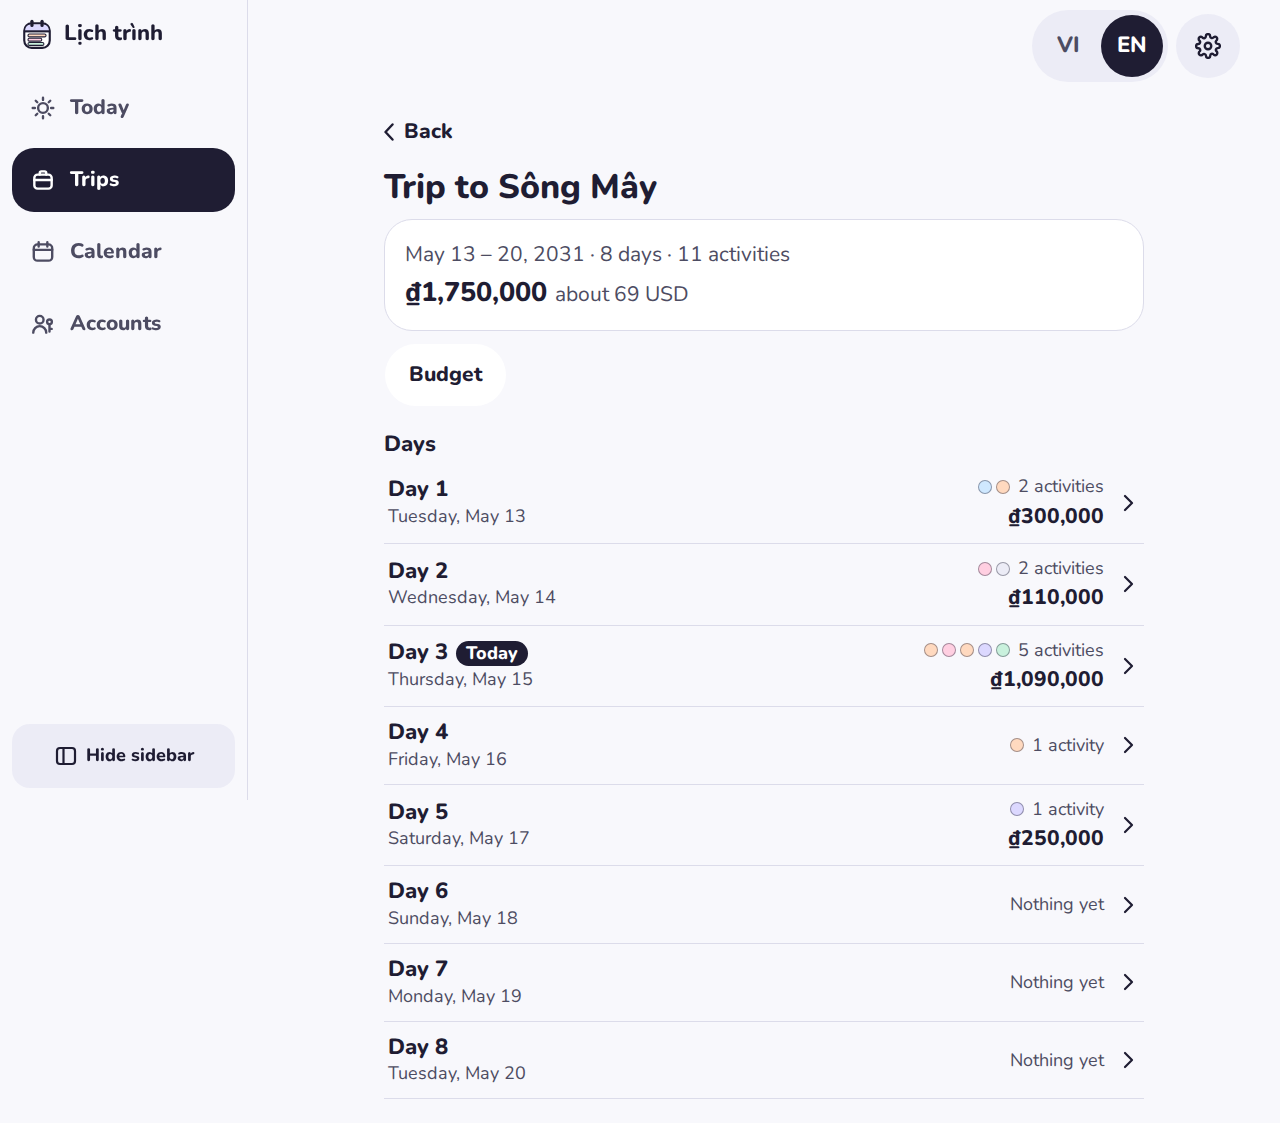 Lịch trình
VI EN
Today
Trips
Calendar
Accounts
Hide sidebar
Back
Trip to Sông Mây
May 13 – 20, 2031 · 8 days · 11 activities
₫1,750,000 about 69 USD
Budget
Days
Day 1
Tuesday, May 13
2 activities
₫300,000
Day 2
Wednesday, May 14
2 activities
₫110,000
Day 3 Today
Thursday, May 15
5 activities
₫1,090,000
Day 4
Friday, May 16
1 activity
Day 5
Saturday, May 17
1 activity
₫250,000
Day 6
Sunday, May 18
Nothing yet
Day 7
Monday, May 19
Nothing yet
Day 8
Tuesday, May 20
Nothing yet